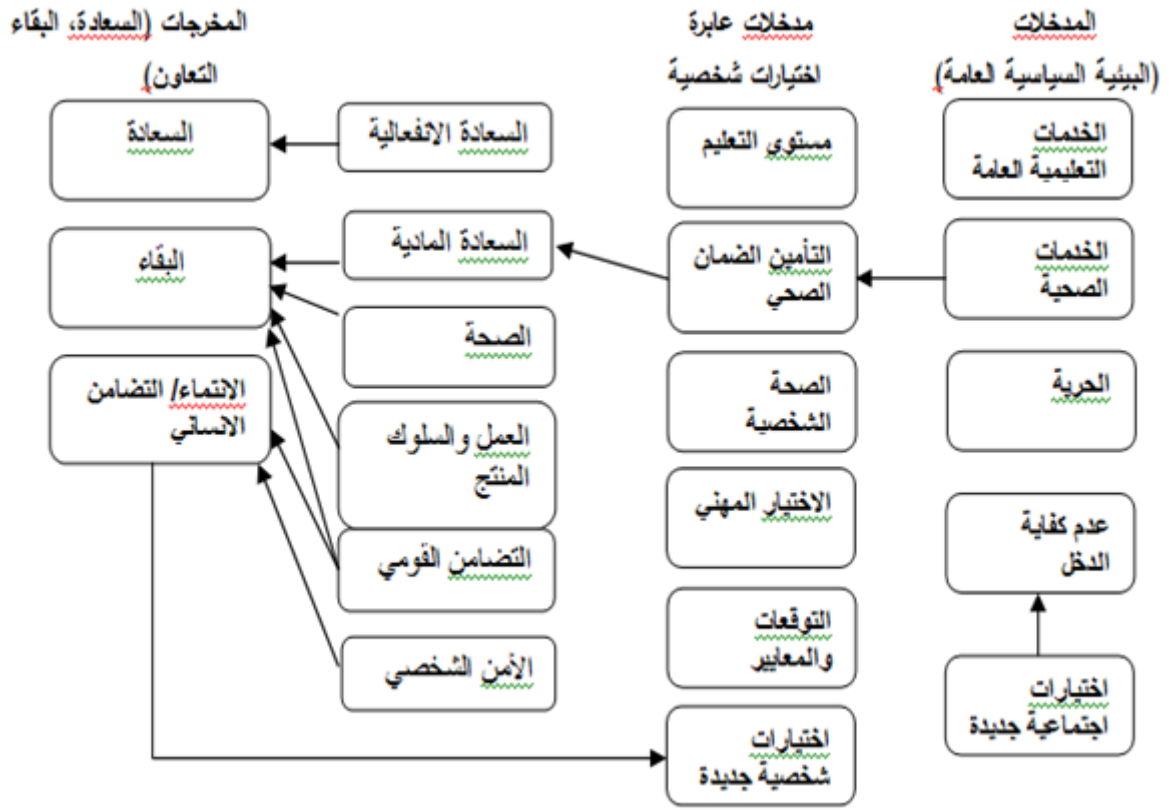 المدخلات
(البيئية السياسية العامة)
الخدمات
التعليمية العامة
الخدمات
الصحية
الحرية
عدم كفاية
الدخل
اختيارات
اجتماعية جديدة
مدخلات عابرة
اختيارات شخصية
مستوي التعليم
التأمين الضمان
الصحي
الصحة
الشخصية
الاختيار المهني
التوقعات
والمعايير
اختيارات
شخصية جديدة
السعادة الانفعالية
السعادة المادية
الصحة
العمل والسلوك
المنتج
التضامن القومي
الأمن الشخصي
المخرجات (السعادة، البقاء
التعاون)
السعادة
البقاء
الانتماء/ التضامن
الانساني